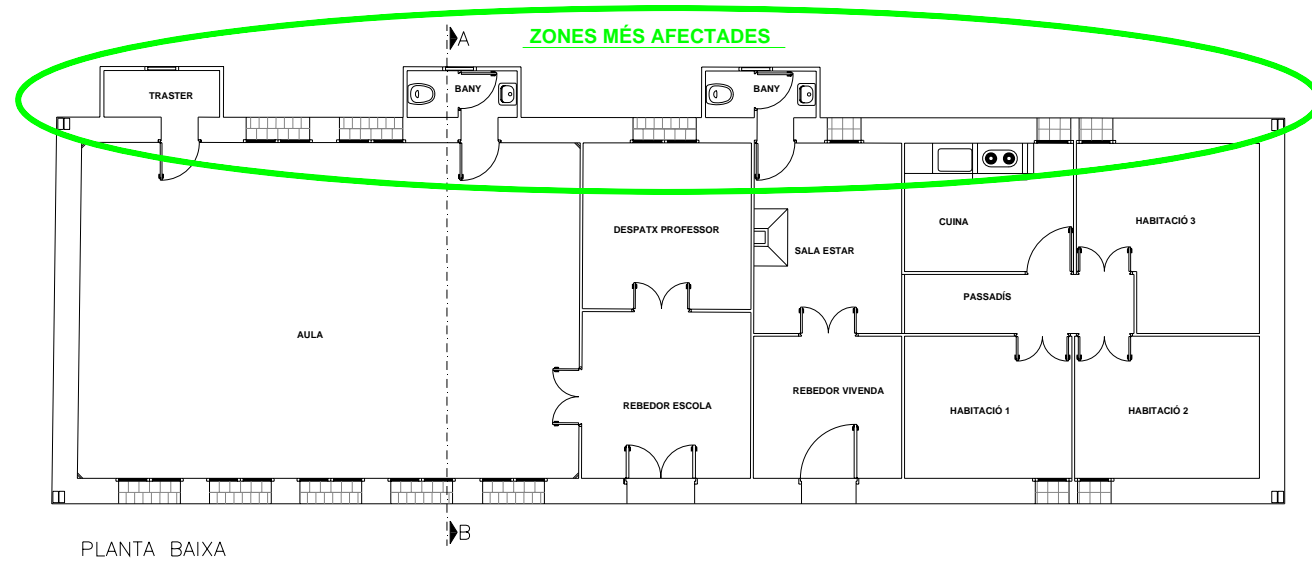 A
ZONES MÉS AFECTADES
TRASTER
BANY
BANY
DESPATX PROFESSOR
CUINA
HABITACIÓ 3
SALA ESTAR
PASSADÍS
AULA
REBEDOR ESCOLA
REBEDOR VIVENDA
HABITACIÓ 1
HABITACIÓ 2
B
PLANTA BAIXA